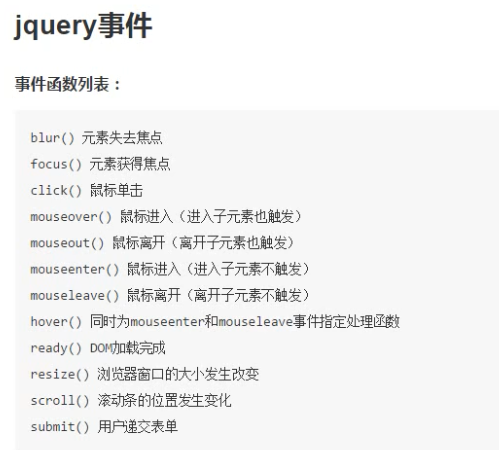 jquery事件
事件函数列表：
blur() 元素失去焦点
focus() 元素获得焦点
click() 鼠标单击
mouseover() 鼠标进入（进入子元素也触发）
mouseout() 鼠标离开（离开子元素也触发）
mouseenter() 鼠标进入（进入子元素不触发）
mouseleave() 鼠标离开（离开子元素不触发）
hover() 同时为mouseenter和mouseleave事件指定处理函数
ready() DOM加载完成
resize() 浏览器窗口的大小发生改变
scroll() 滚动条的位置发生变化
submit() 用户递交表单